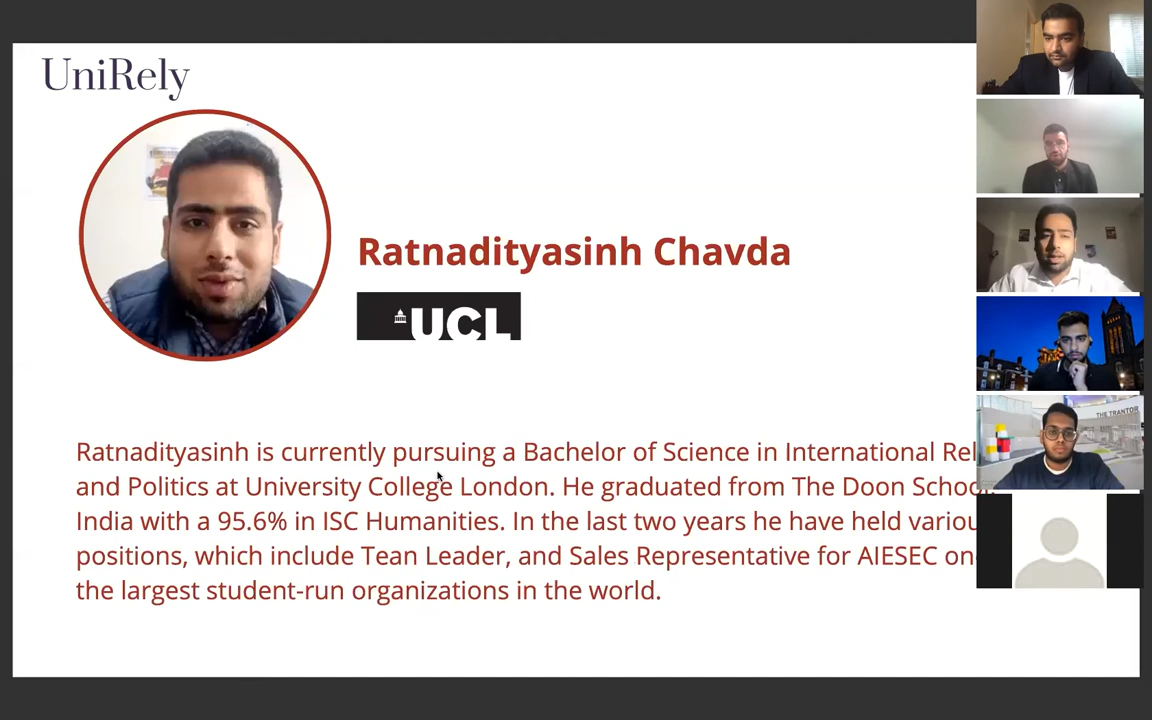 UniRely
Ratnadityasinh Chavda
UCL
Ratnadityasinh is currently pursuing a Bachelor of Science in International Rel
and Politics at University College London. He graduated from The Doon School,
India with a 95.6% in ISC Humanities. In the last two years he have held variou
positions, which include Tean Leader, and Sales Representative for AIESEC on
the largest student-run organizations in the world.
THE TRANTOR